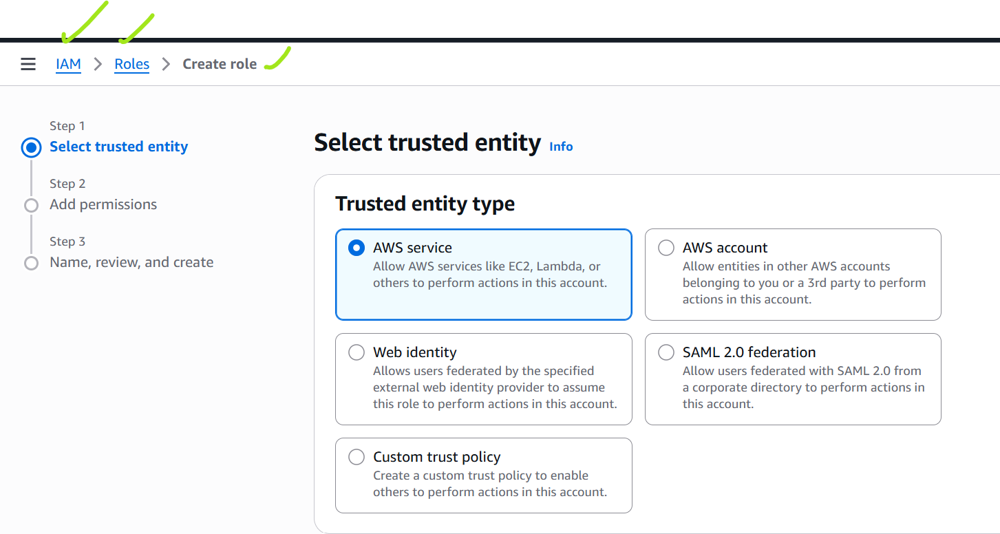 IAM > Roles > Create role
Step 1
Select trusted entity
Step 2
Add permissions
Step 3
Name, review, and create
Select trusted entity Info
Trusted entity type
AWS service
Allow AWS services like EC2, Lambda, or
others to perform actions in this account.
AWS account
Allow entities in other AWS accounts
belonging to you or a 3rd party to perform
actions in this account.
Web identity
Allows users federated by the specified
external web identity provider to assume
this role to perform actions in this account.
SAML 2.0 federation
Allow users federated with SAML 2.0 from
a corporate directory to perform actions in
this account.
Custom trust policy
Create a custom trust policy to enable
others to perform actions in this account.